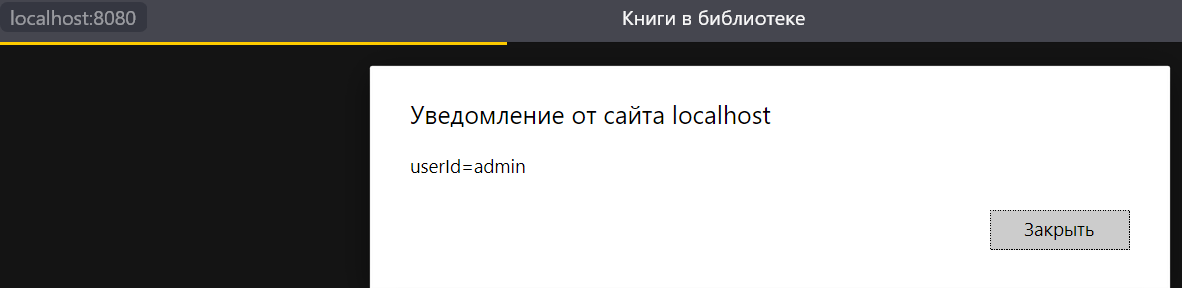 localhost:8080
Книги в библиотеке
Уведомление от сайта localhost
userId=admin
Закрыть